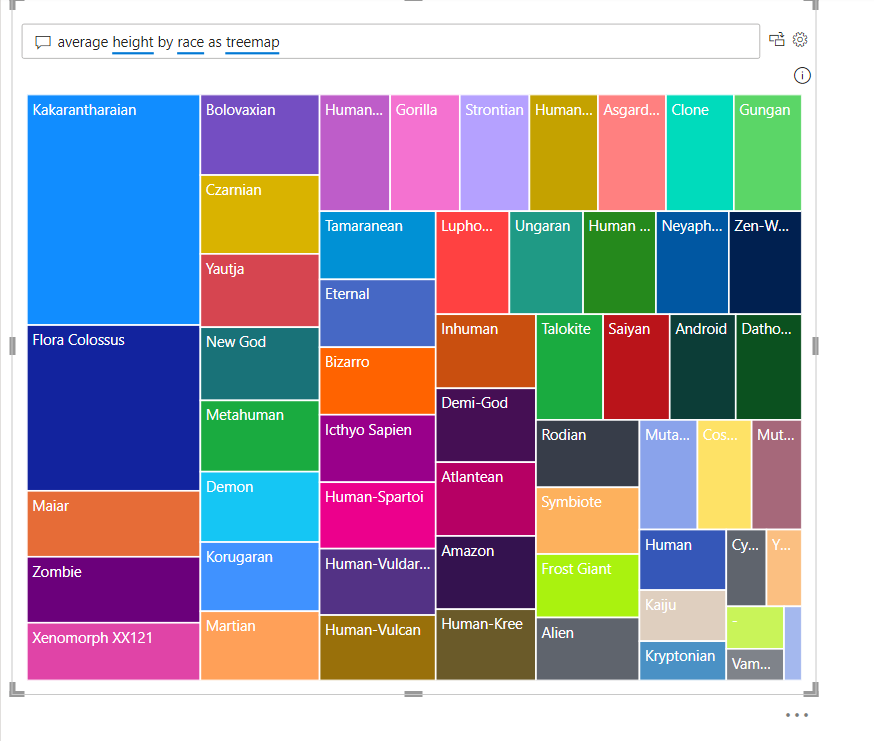 average height by race as treemap
Kakarantharaian
Flora Colossus
Maiar
Zombie
Xenomorph XX121
Bolovaxian
Czarnian
Yautja
New God
Metahuman
Demon
Korugaran
Martian
Human...
Gorilla
Strontian
Human...
Asgard...
Clone
Gungan
Tamaranean
Eternal
Bizarro
Icthyo Sapien
Human-Spartoi
Human-Vuldar...
Human-Vulcan
Lupho...
Ungaran
Human ...
Neyaph...
Zen-W...
Inhuman
Demi-God
Atlantean
Amazon
Human-Kree
Talokite
Saiyan
Android
Datho...
Rodian
Symbiote
Frost Giant
Alien
Muta...
Cos...
Mut...
Human
Kaiju
Kryptonian
Cy...
Y...
-
Vam...